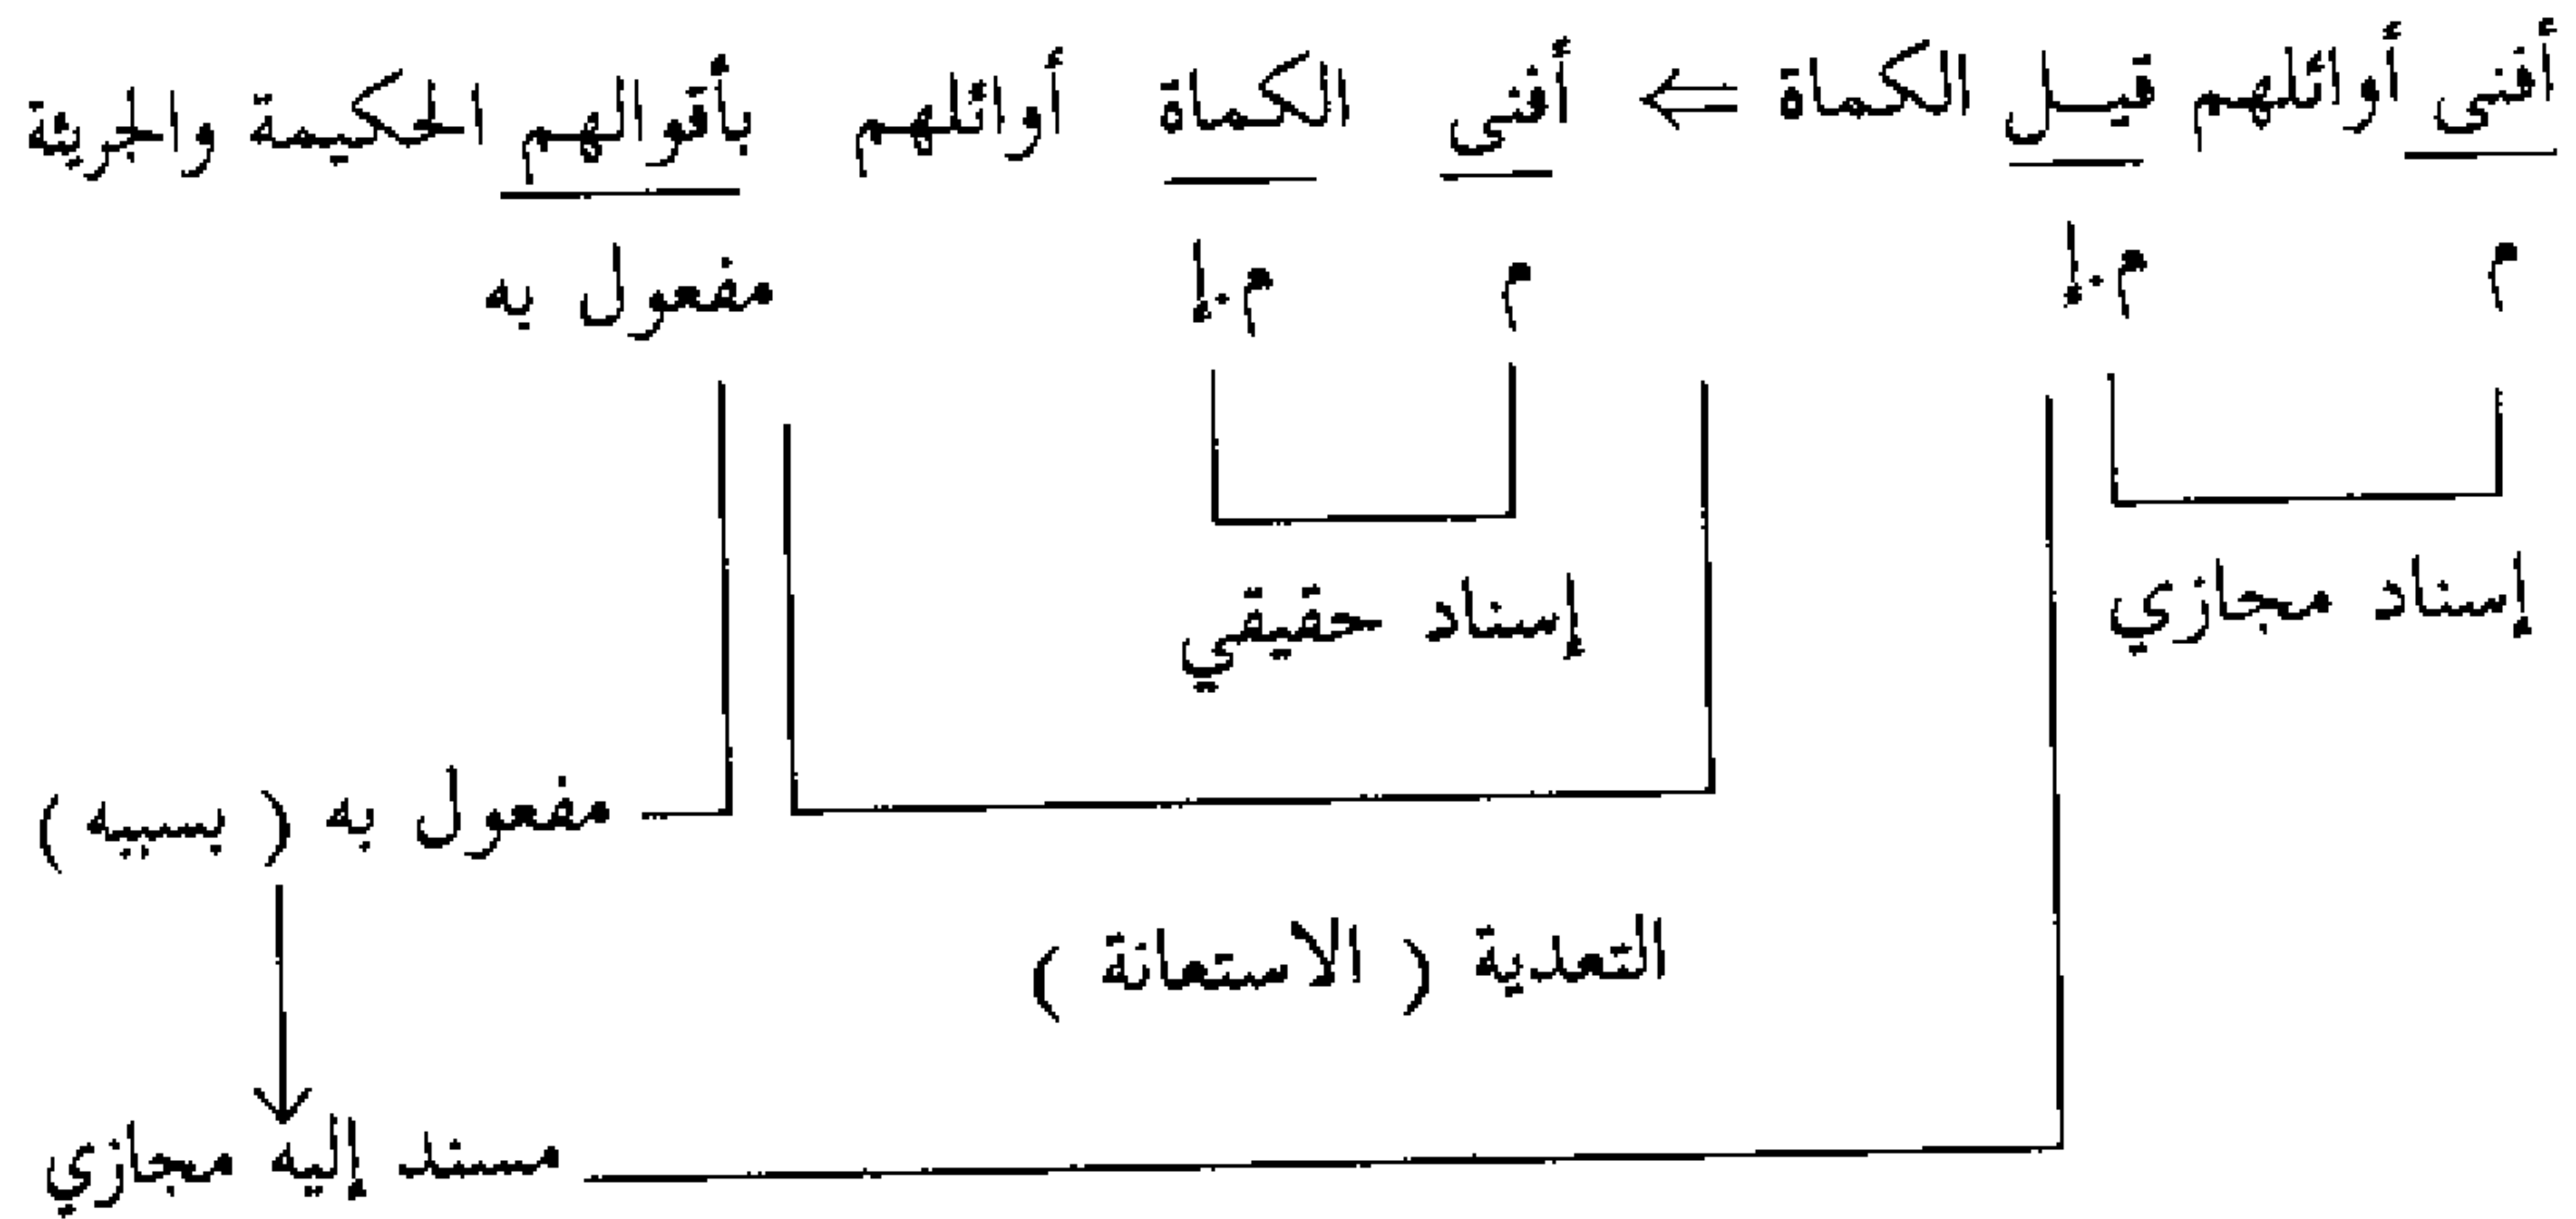 أفنى أوائلهم قيل الكماة ⇐ أفنى الكماة أوائلهم بأقوالهم الحكيمة والجريئة
م م.إ م م.إ مفعول به
إسناد مجازي إسناد حقيقي
مفعول به ( بسببه )
التعدية ( الاستعانة )
مسند إليه مجازي